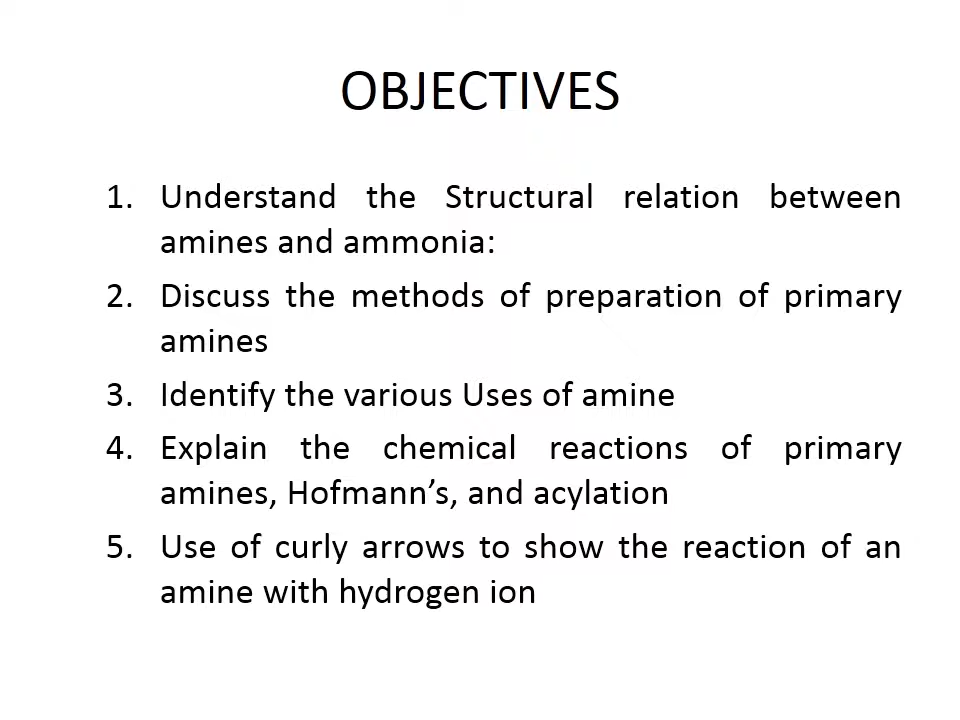 OBJECTIVES
1. Understand the Structural relation between
amines and ammonia:
2. Discuss the methods of preparation of primary
amines
3. Identify the various Uses of amine
4. Explain the chemical reactions of primary
amines, Hofmann’s, and acylation
5. Use of curly arrows to show the reaction of an
amine with hydrogen ion